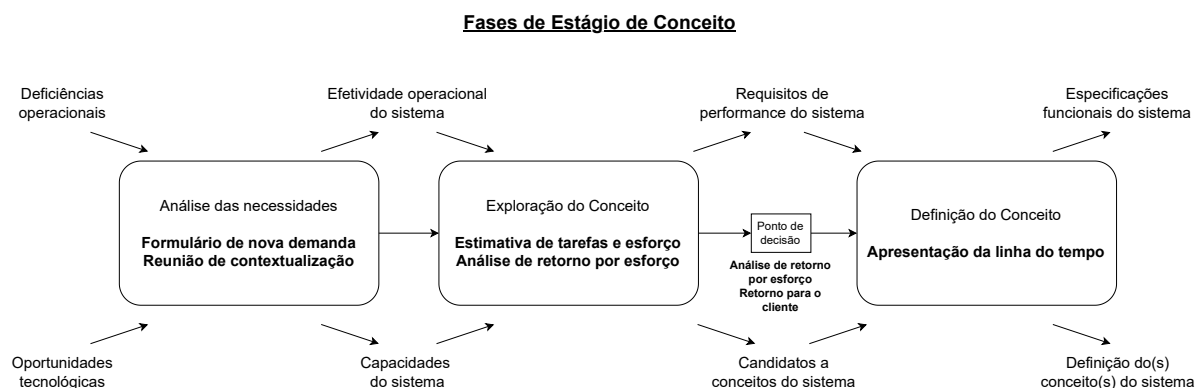 Fases de Estágio de Conceito
Deficiências
operacionais
Efetividade operacional
do sistema
Requisitos de
performance do sistema
Especificações
funcionais do sistema
Análise das necessidades
Formulário de nova demanda
Reunião de contextualização
Exploração do Conceito
Estimativa de tarefas e esforço
Análise de retorno por esforço
Ponto de
decisão
Análise de retorno
por esforço
Retorno para o
cliente
Definição do Conceito
Apresentação da linha do tempo
Oportunidades
tecnológicas
Capacidades
do sistema
Candidatos a
conceitos do sistema
Definição do(s)
conceito(s) do sistema